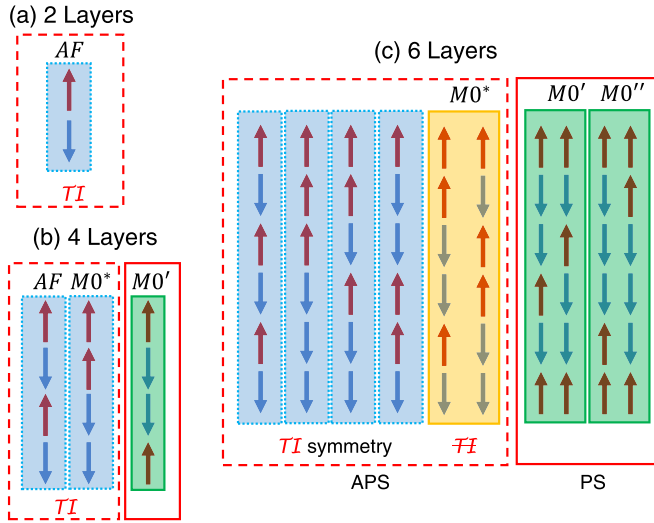 (a) 2 Layers
AF
TI
(b) 4 Layers
AF M0* M0'
TI
(c) 6 Layers
M0* M0' M0''
TI symmetry TI
APS PS